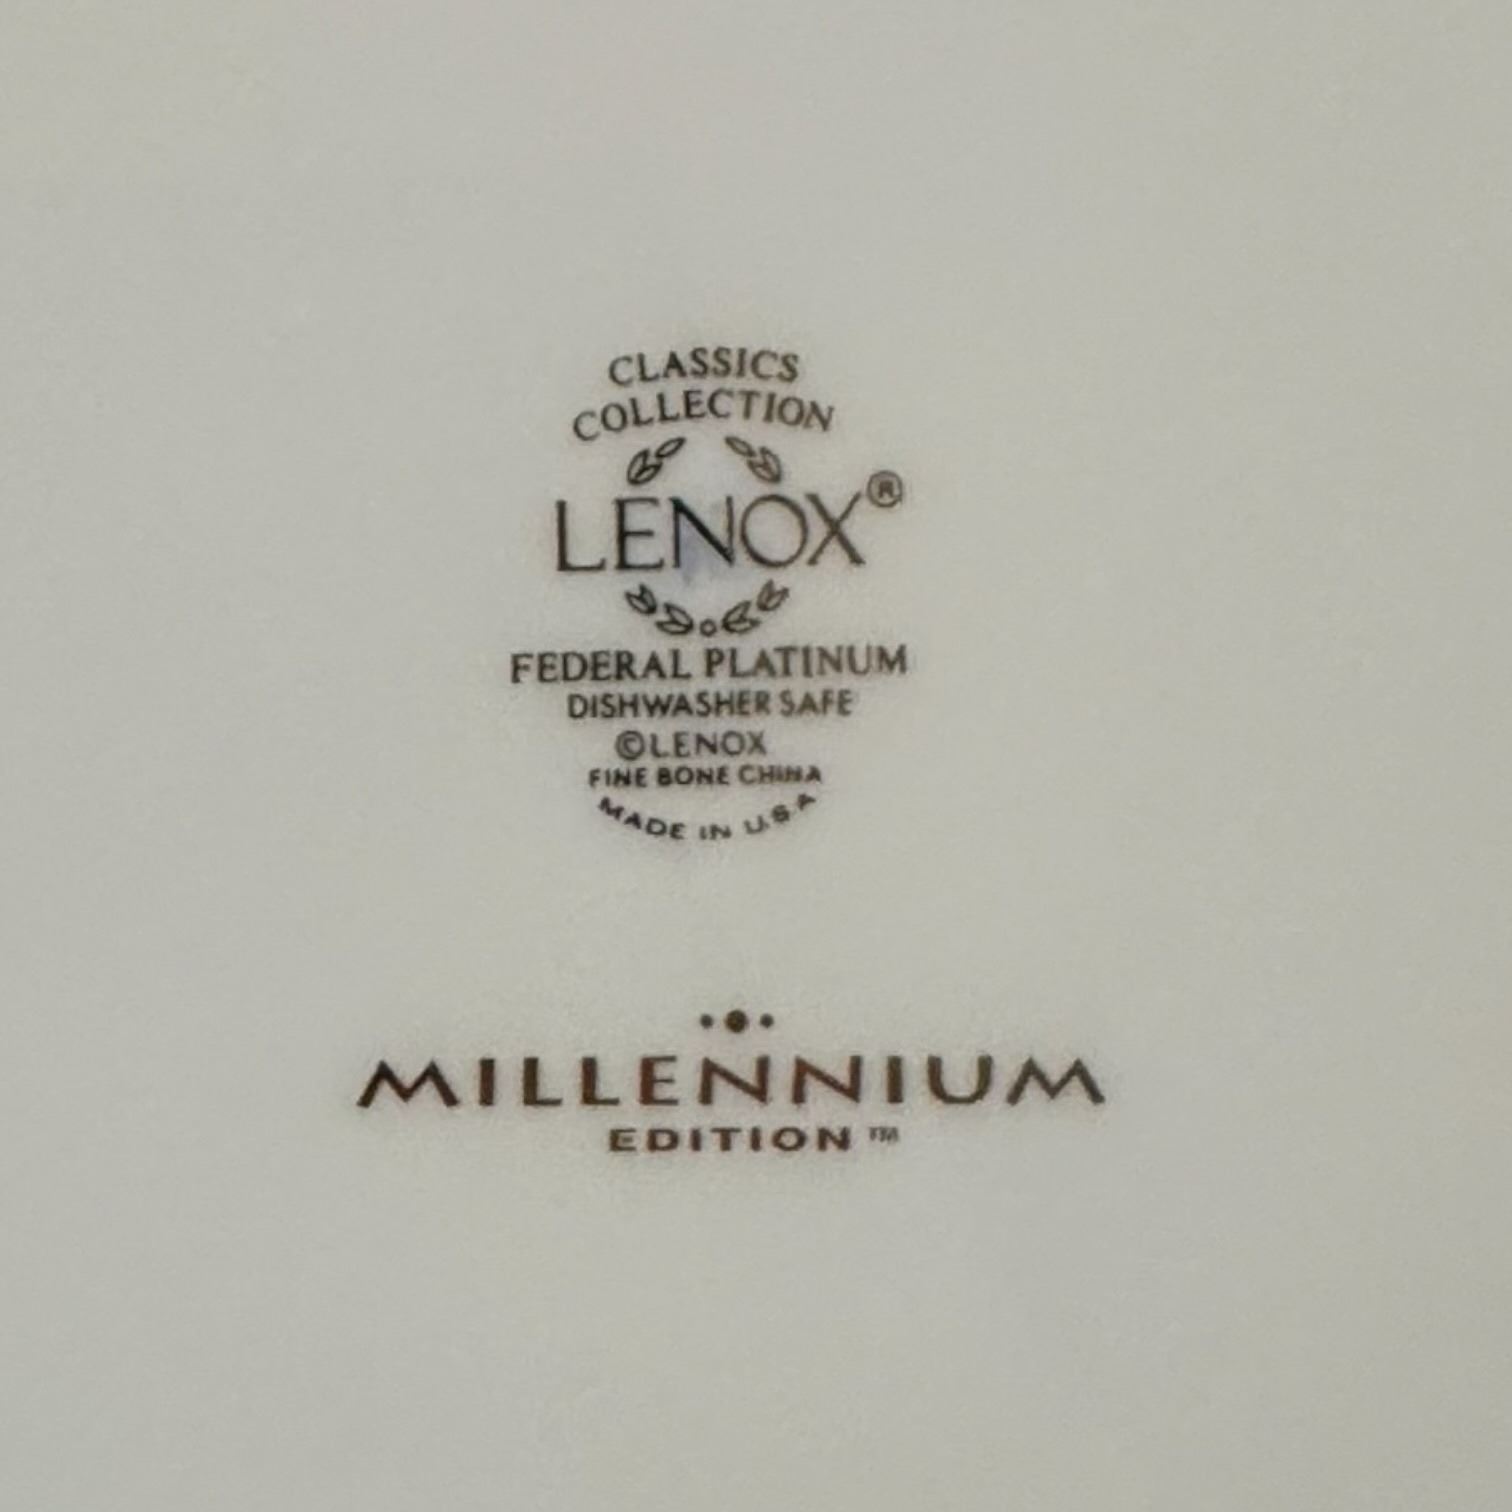 CLASSICS
COLLECTION
LENOX®
FEDERAL PLATINUM
DISHWASHER SAFE
©LENOX
FINE BONE CHINA
MADE IN U.S.A
MILLENNIUM
EDITION™